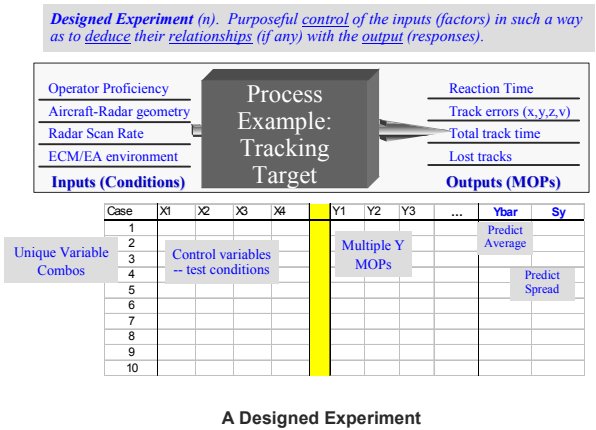 Designed Experiment (n). Purposeful control of the inputs (factors) in such a way
as to deduce their relationships (if any) with the output (responses).
Operator Proficiency
Aircraft-Radar geometry
Radar Scan Rate
ECM/EA environment
Inputs (Conditions)
Process
Example:
Tracking
Target
Reaction Time
Track errors (x,y,z,v)
Total track time
Lost tracks
Outputs (MOPs)
Case X1 X2 X3 X4 Y1 Y2 Y3 ... Ybar Sy
1
2
3
4
5
6
7
8
9
10
Unique Variable
Combos
Control variables
-- test conditions
Multiple Y
MOPs
Predict
Average
Predict
Spread
A Designed Experiment